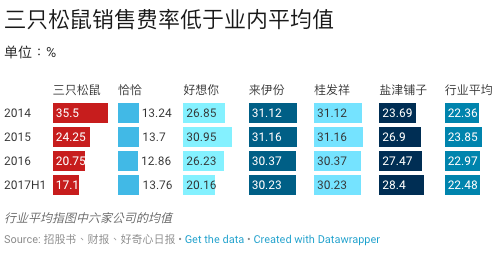 三只松鼠销售费率低于业内平均值
单位：%
三只松鼠 恰恰 好想你 来伊份 桂发祥 盐津铺子 行业平均
2014 35.5 13.24 26.85 31.12 31.12 23.69 22.36
2015 24.25 13.7 30.95 31.16 31.16 26.9 23.85
2016 20.75 12.86 26.23 30.37 30.37 27.47 22.97
2017H1 17.1 13.76 20.16 30.23 30.23 28.4 22.48
行业平均指图中六家公司的均值
Source: 招股书、财报、好奇心日报 • Get the data • Created with Datawrapper